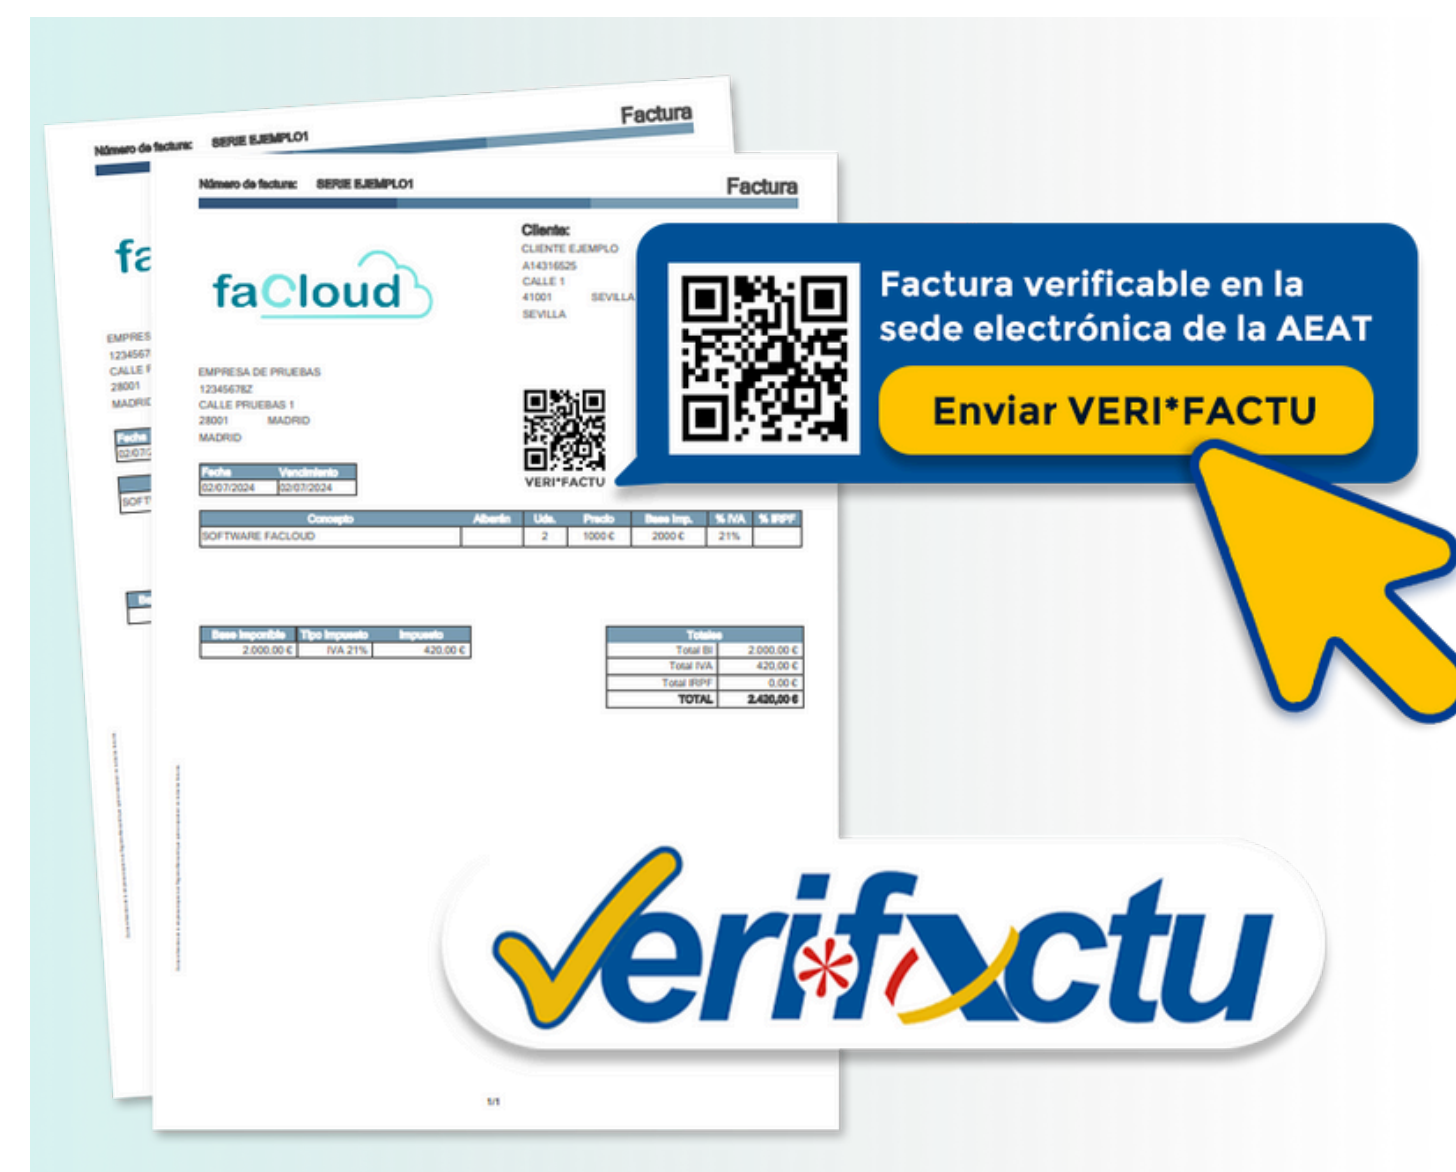 Factura
Número de factura: SERIE EJEMPLO1
fa
EMPRES
CALLE
28001
Fecha
Número de factura: SERIE EJEMPLO1
Factura
faCloud
Cliente:
CLIENTE EJEMPLO
A14316525
CALLE 1
41001 SEVILLA
SEVILLA
EMPRESA DE PRUEBAS
12345678Z
CALLE PRUEBAS 1
28001 MADRID
MADRID
VERI*FACTU
Fecha Vencimiento
02/07/2024 02/07/2024
Concepto Albarán Uds. Precio Base Imp. % IVA % IRPF
SOFTWARE FACLOUD 2 1000 € 2000 € 21%
Base Imponible Tipo Impuesto Impuesto
2.000,00 € IVA 21% 420,00 €
Totales
Total BI 2.000,00 €
Total IVA 420,00 €
Total IRPF 0,00 €
TOTAL 2.420,00 €
1/1
Factura verificable en la
sede electrónica de la AEAT
Enviar VERI*FACTU
Verifactu